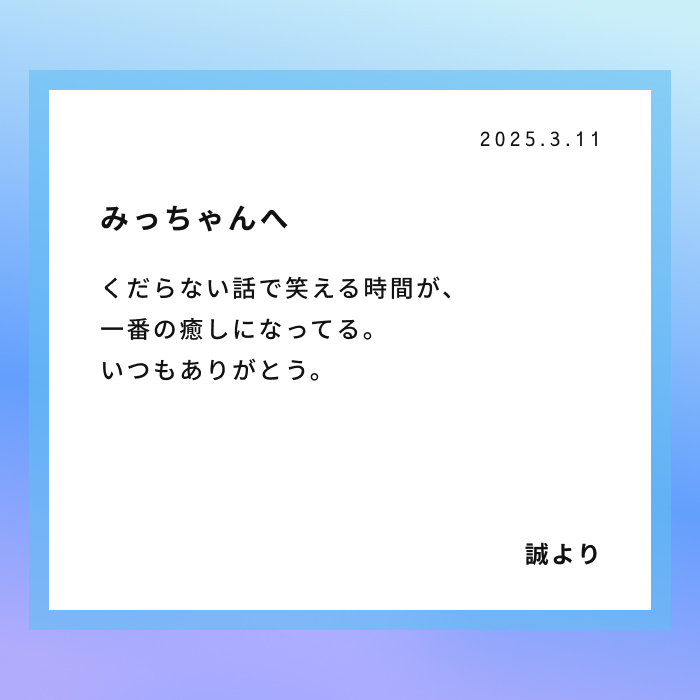 2025.3.11
みっちゃんへ
くだらない話で笑える時間が、
一番の癒しになってる。
いつもありがとう。
誠より